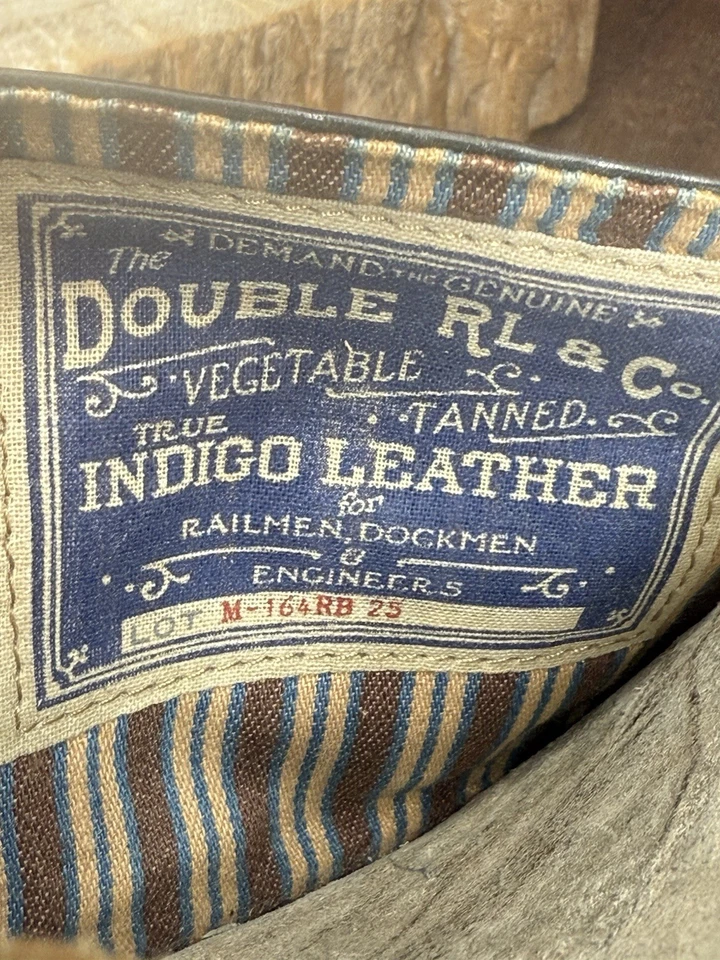 DEMAND THE GENUINE
The
DOUBLE RL & Co.
VEGETABLE
TANNED.
TRUE
INDIGO LEATHER
for
RAILMEN, DOCKMEN
&
ENGINEERS
LOT M-164RB 25